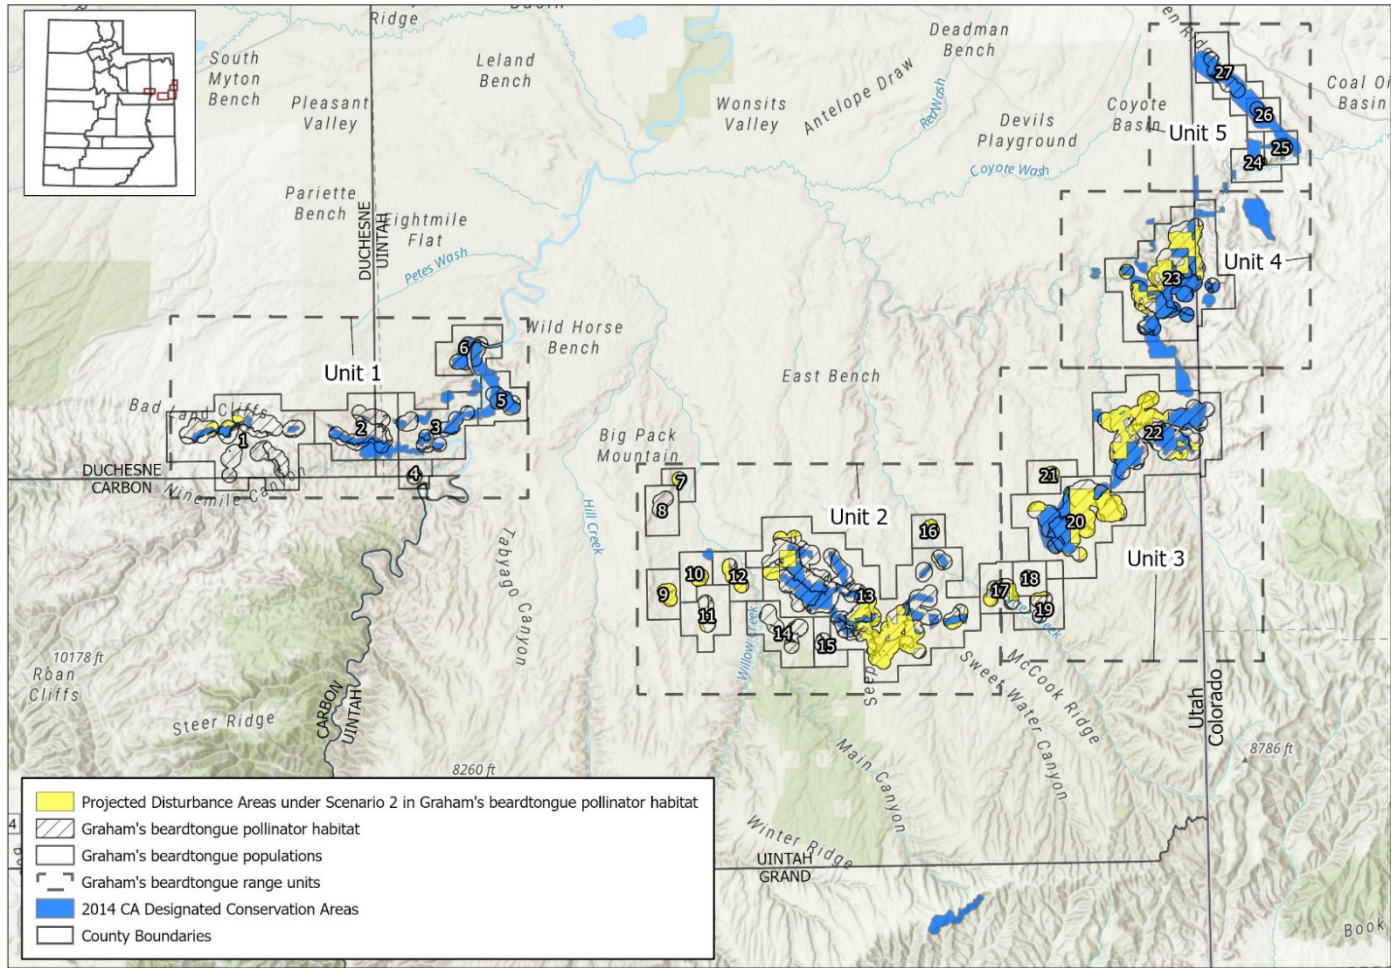 Ridge
Basin
South
Myton
Bench
Leland
Bench
Deadman
Bench
Pleasant
Valley
Wonsits
Valley
Antelope Draw
Red Wash
Devils
Playground
Coyote
Basin
Coyote Wash
Coal Oi
Basin
27
26
25
24
Unit 5
Pariette
Bench
Eightmile
Flat
DUCHESNE
UINTAH
Petes Wash
Unit 4
23
Wild Horse
Bench
Unit 1
6
5
East Bench
Bad Land Cliffs
1
2
3
4
DUCHESNE
CARBON
Ninemile Canyon
Big Pack
Mountain
22
21
20
7
8
Unit 2
16
Unit 3
Hill Creek
Tabyago Canyon
10
12
9
11
13
14
15
17
18
19
Creek
Willow Creek
10178 ft
Roan
Cliffs
Steer Ridge
CARBON
UINTAH
8260 ft
Sweet Water Canyon
McCook Ridge
Main Canyon
Winter Ridge
Utah
Colorado
8786 ft
UINTAH
GRAND
Book
4
Projected Disturbance Areas under Scenario 2 in Graham's beardtongue pollinator habitat
Graham's beardtongue pollinator habitat
Graham's beardtongue populations
Graham's beardtongue range units
2014 CA Designated Conservation Areas
County Boundaries